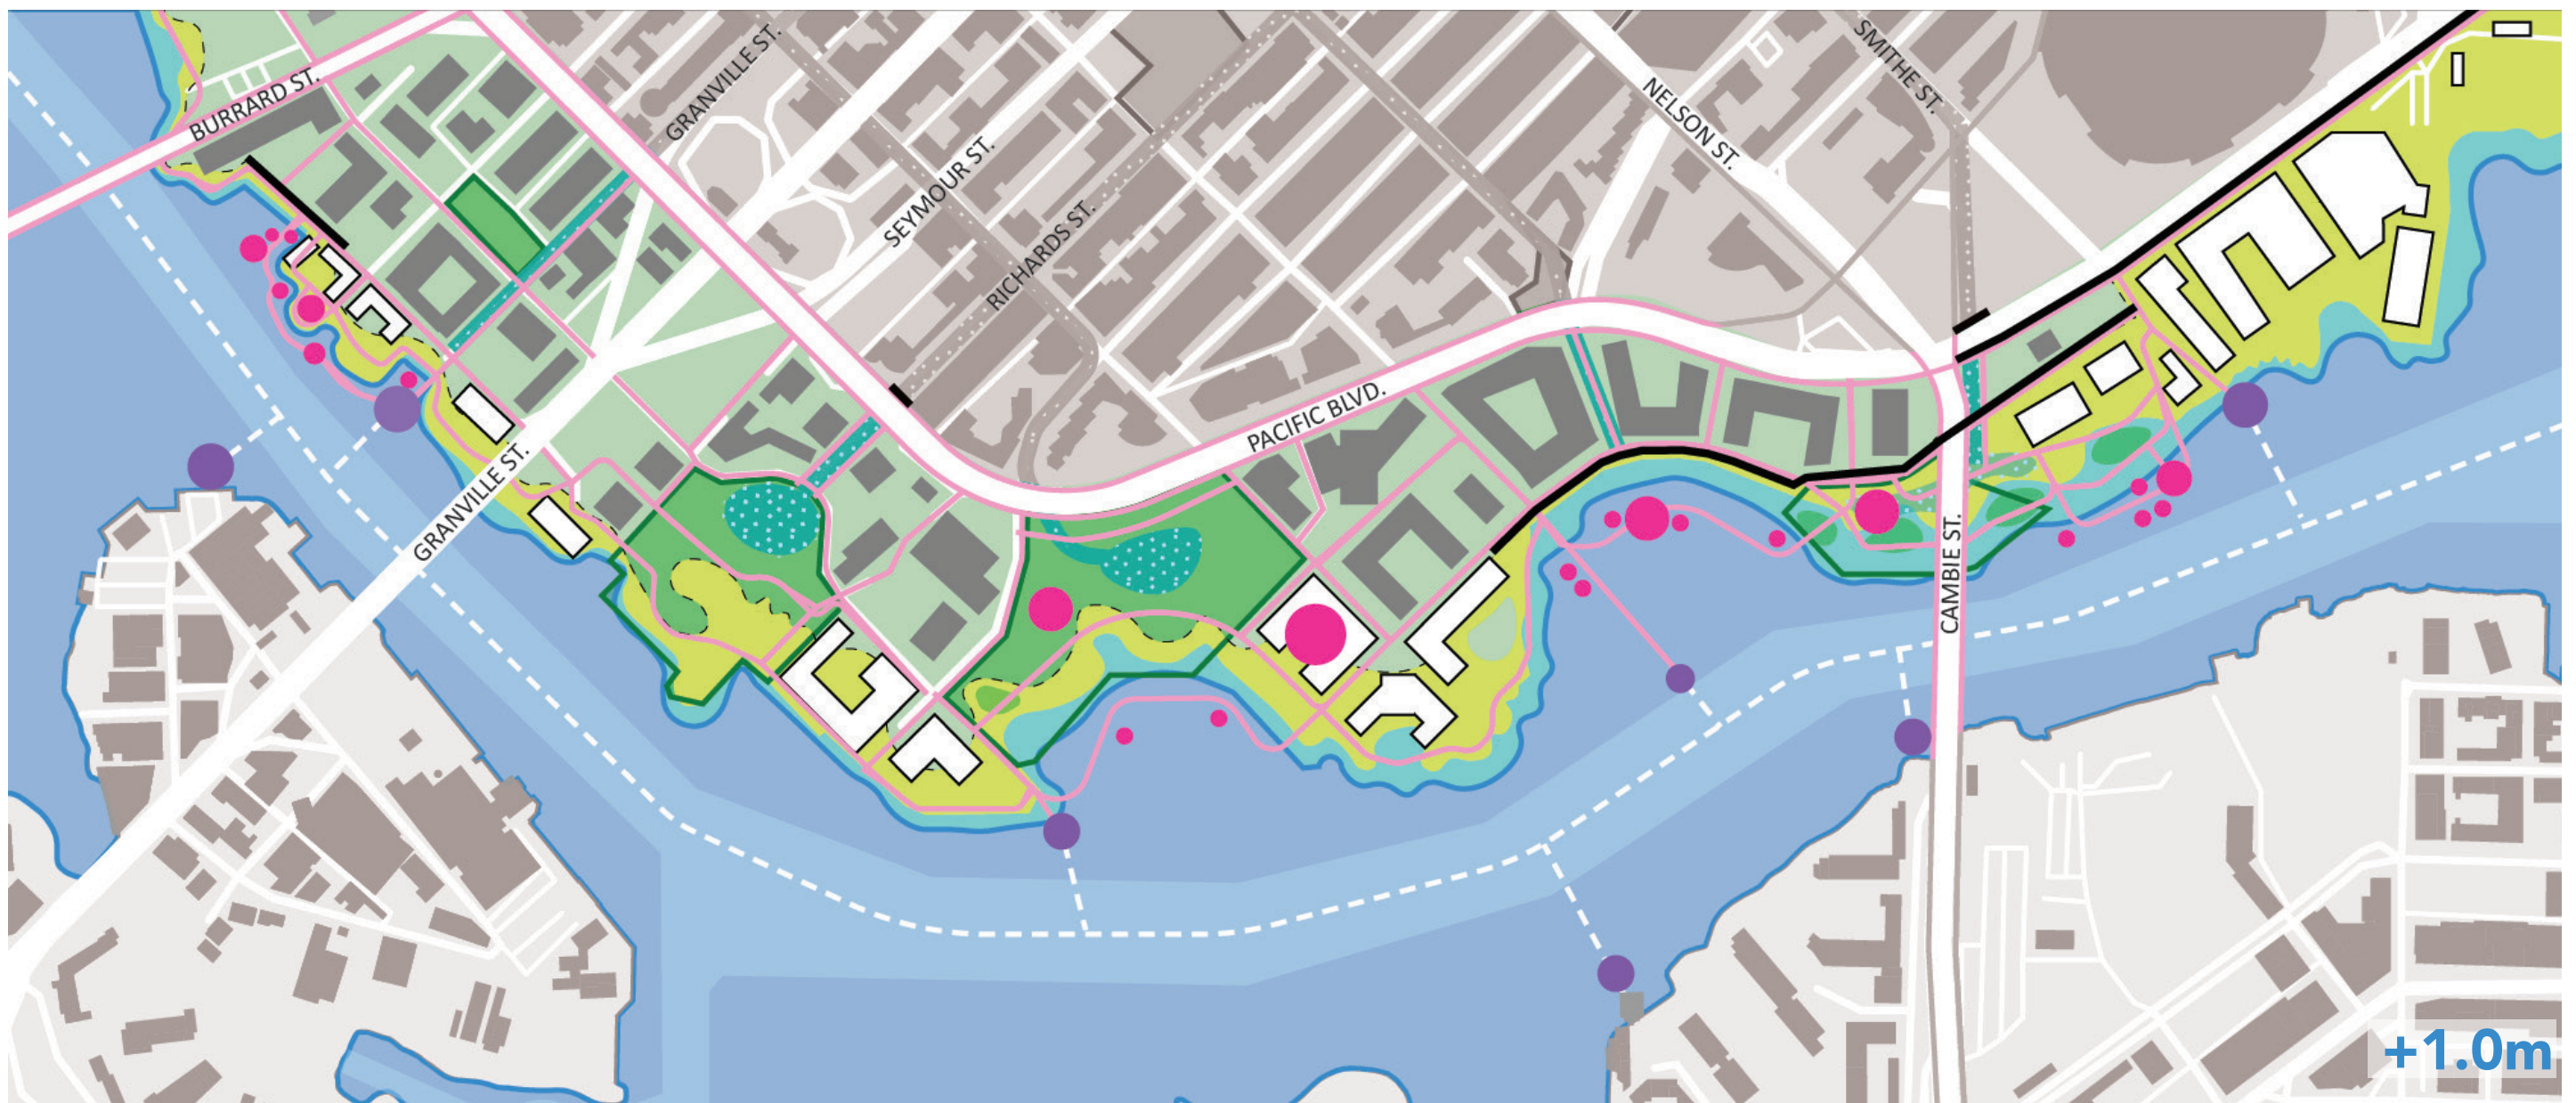 BURRARD ST.
GRANVILLE ST.
SEYMOUR ST.
RICHARDS ST.
NELSON ST.
SMITHE ST.
PACIFIC BLVD.
GRANVILLE ST.
CAMBIE ST.
+1.0m